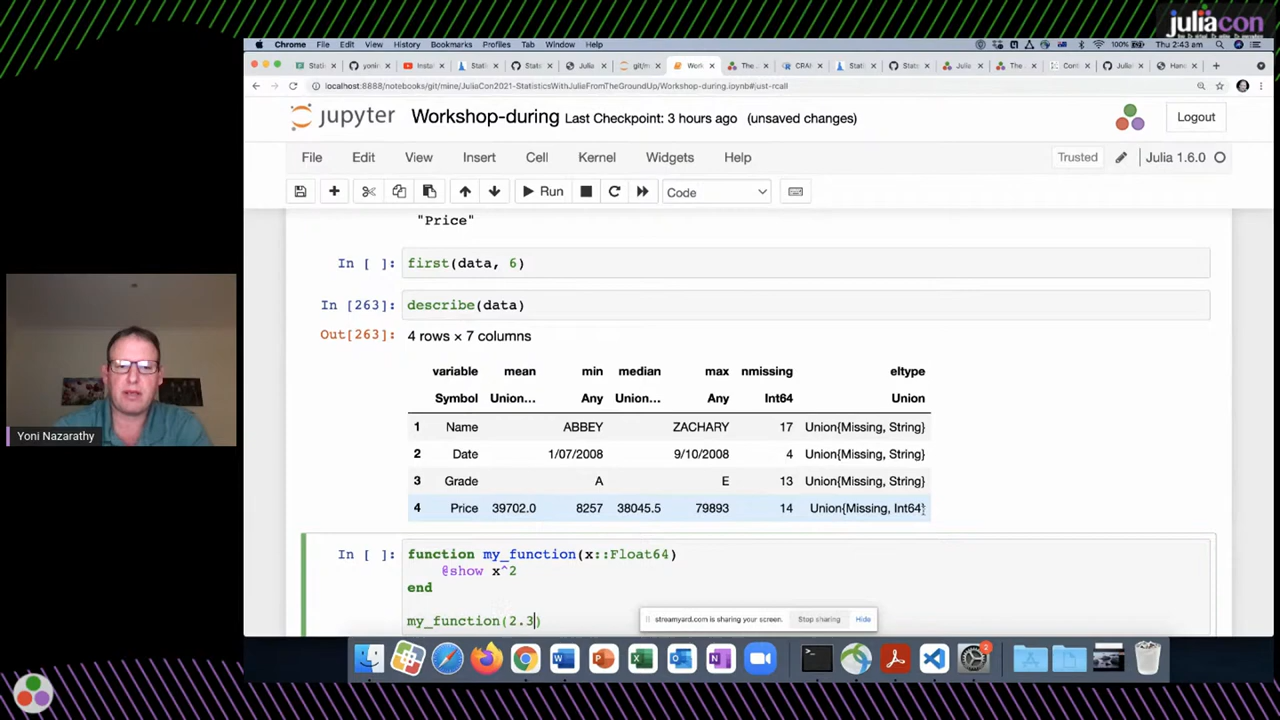 juliacon
Chrome File Edit View History Bookmarks Profiles Tab Window Help
100% Thu 2:43 am
localhost:8888/notebooks/git/mine/JuliaCon2021-StatisticsWithJuliaFromTheGroundUp/Workshop-during.ipynb#just-rcall
jupyter Workshop-during Last Checkpoint: 3 hours ago (unsaved changes) Logout
File Edit View Insert Cell Kernel Widgets Help Trusted Julia 1.6.0
Run Code
"Price"
In [ ]: first(data, 6)
In [263]: describe(data)
Out[263]: 4 rows × 7 columns
variable mean min median max nmissing eltype
Symbol Union… Any Union… Any Int64 Union
1 Name ABBEY ZACHARY 17 Union{Missing, String}
2 Date 1/07/2008 9/10/2008 4 Union{Missing, String}
3 Grade A E 13 Union{Missing, String}
4 Price 39702.0 8257 38045.5 79893 14 Union{Missing, Int64}
In [ ]: function my_function(x::Float64)
@show x^2
end
my_function(2.3)
streamyard.com is sharing your screen. Stop sharing Hide
Yoni Nazarathy